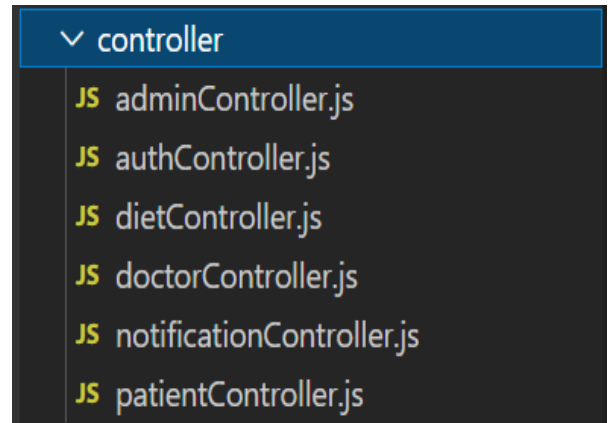 controller
JS adminController.js
JS authController.js
JS dietController.js
JS doctorController.js
JS notificationController.js
JS patientController.js